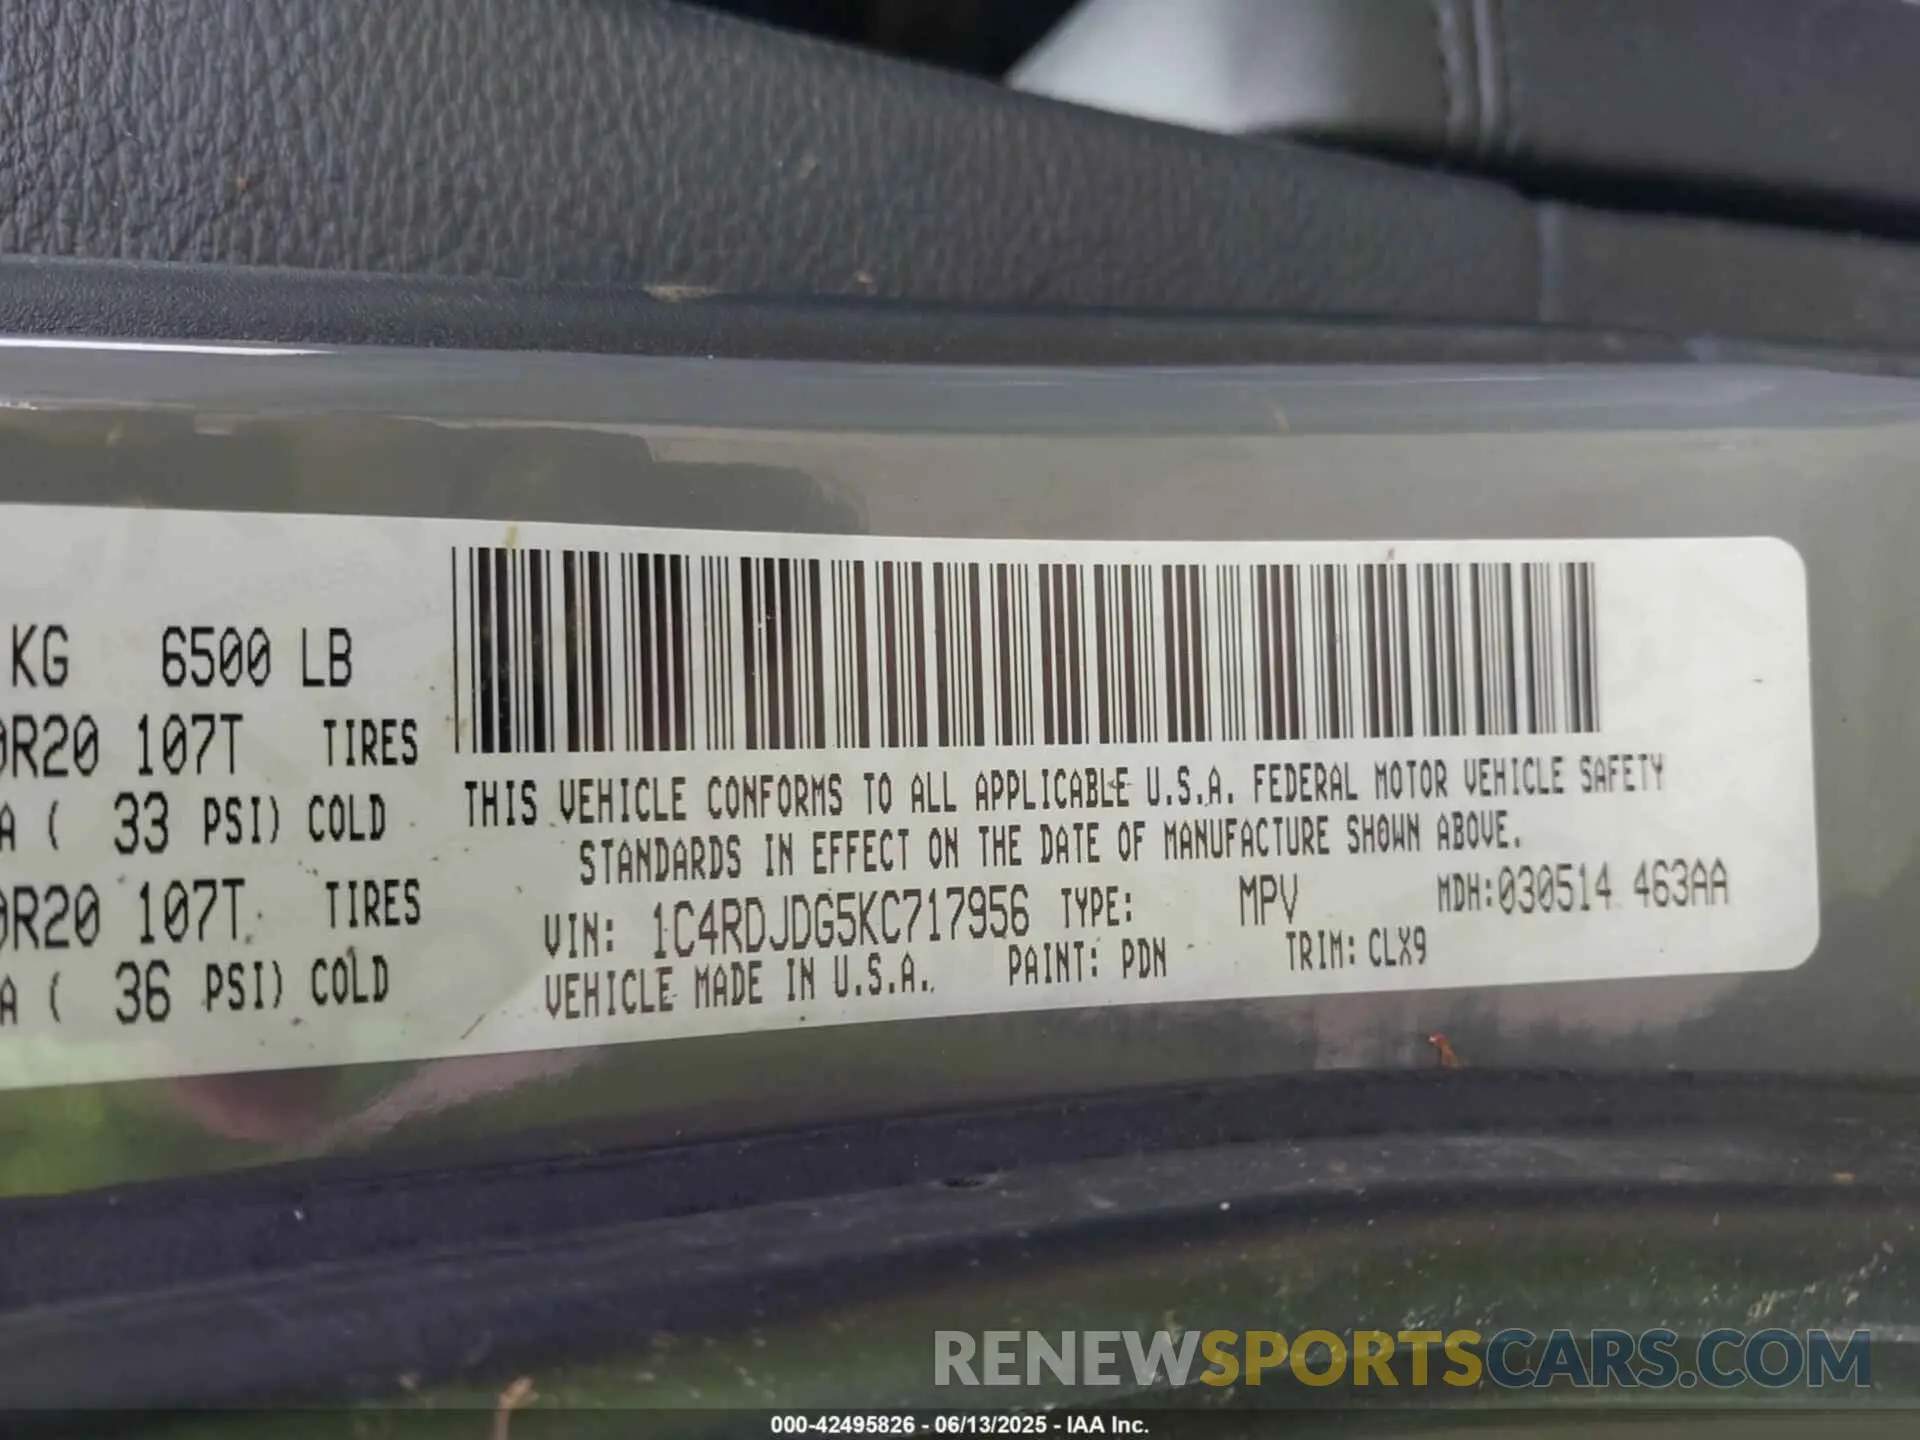 KG 6500 LB
0R20 107T TIRES
A ( 33 PSI) COLD
0R20 107T TIRES
A ( 36 PSI) COLD
THIS VEHICLE CONFORMS TO ALL APPLICABLE U.S.A. FEDERAL MOTOR VEHICLE SAFETY
STANDARDS IN EFFECT ON THE DATE OF MANUFACTURE SHOWN ABOVE.
VIN: 1C4RDJDG5KC717956 TYPE: MPV MDH:030514 463AA
VEHICLE MADE IN U.S.A. PAINT: PDN TRIM: CLX9
RENEWSPORTSCARS.COM
000-42495826 - 06/13/2025 - IAA Inc.